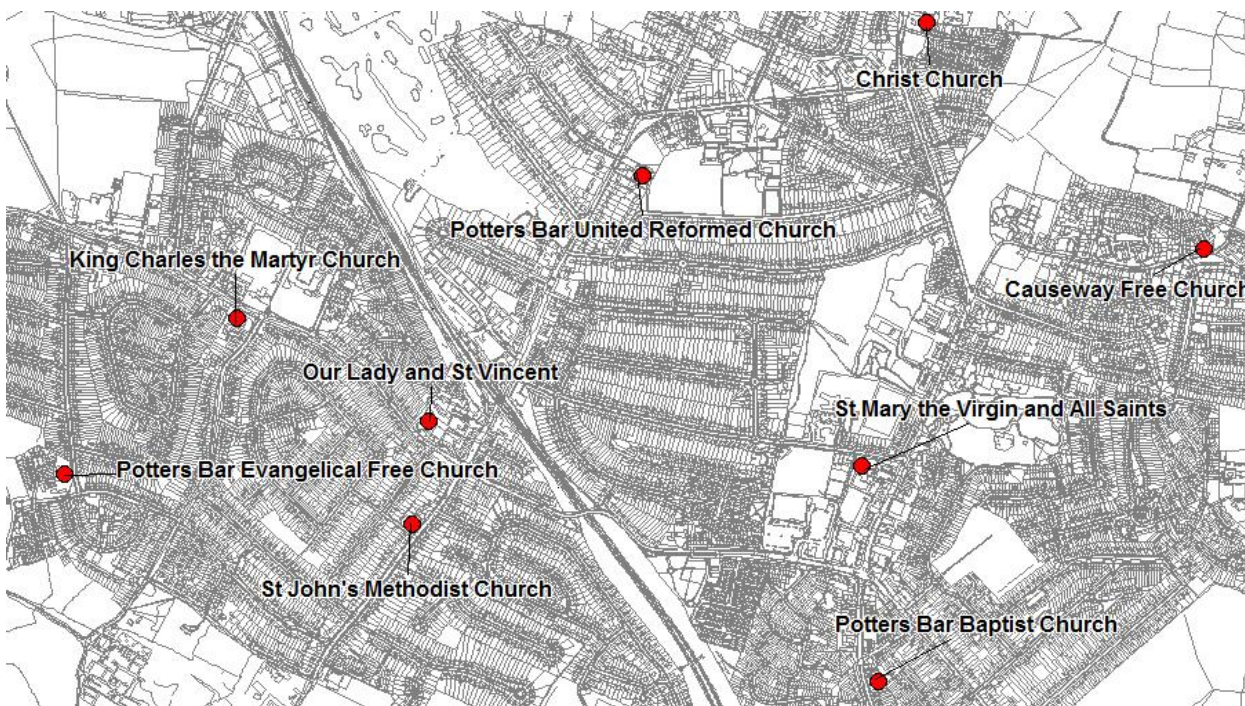 Christ Church
Potters Bar United Reformed Church
King Charles the Martyr Church
Causeway Free Church
Our Lady and St Vincent
St Mary the Virgin and All Saints
Potters Bar Evangelical Free Church
St John's Methodist Church
Potters Bar Baptist Church